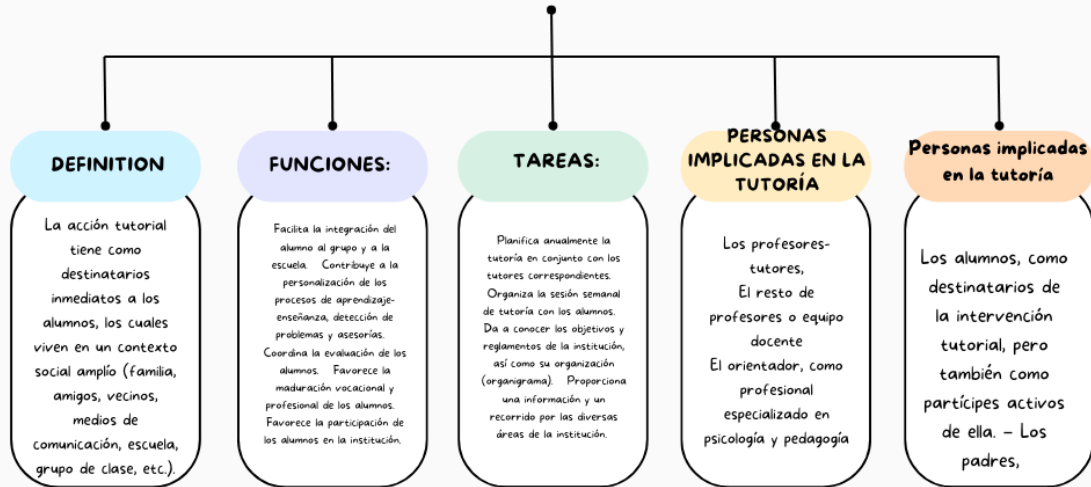 DEFINITION
La acción tutorial
tiene como
destinatarios
inmediatos a los
alumnos, los cuales
viven en un contexto
social amplío (familia,
amigos, vecinos,
medios de
comunicación, escuela,
grupo de clase, etc.).
FUNCIONES:
Facilita la integración del
alumno al grupo y a la
escuela. Contribuye a la
personalización de los
procesos de aprendizaje-
enseñanza, detección de
problemas y asesorías.
Coordina la evaluación de los
alumnos. Favorece la
maduración vocacional y
profesional de los alumnos.
Favorece la participación de
los alumnos en la institución.
TAREAS:
Planifica anualmente la
tutoría en conjunto con los
tutores correspondientes.
Organiza la sesión semanal
de tutoría con los alumnos.
Da a conocer los objetivos y
reglamentos de la institución,
así como su organización
(organigrama). Proporciona
una información y un
recorrido por las diversas
áreas de la institución.
PERSONAS
IMPLICADAS EN LA
TUTORÍA
Los profesores-
tutores,
El resto de
profesores o equipo
docente
El orientador, como
profesional
especializado en
psicología y pedagogía
Personas implicadas
en la tutoría
Los alumnos, como
destinatarios de
la intervención
tutorial, pero
también como
partícipes activos
de ella. – Los
padres,